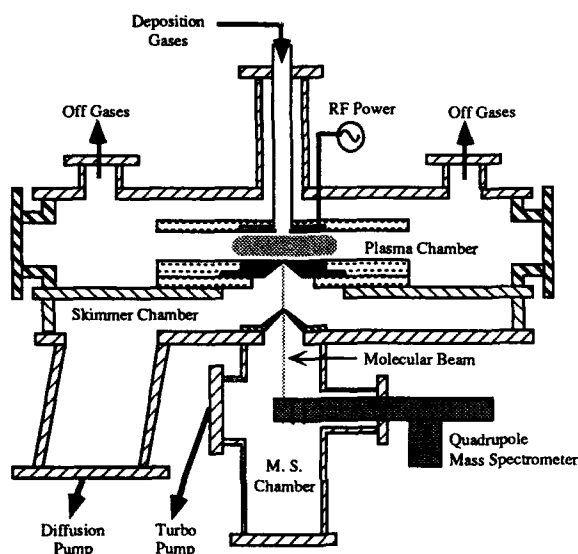 Deposition
Gases
Off Gases
RF Power
Off Gases
Plasma Chamber
Skimmer Chamber
Molecular Beam
Quadrupole
Mass Spectrometer
M. S.
Chamber
Diffusion
Pump
Turbo
Pump